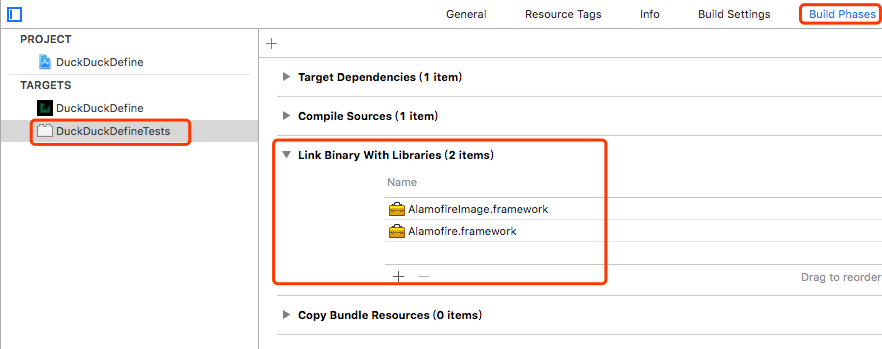 General Resource Tags Info Build Settings Build Phases
PROJECT
DuckDuckDefine
TARGETS
DuckDuckDefine
DuckDuckDefineTests
Target Dependencies (1 item)
Compile Sources (1 item)
Link Binary With Libraries (2 items)
Name
AlamofireImage.framework
Alamofire.framework
Drag to reorder
Copy Bundle Resources (0 items)